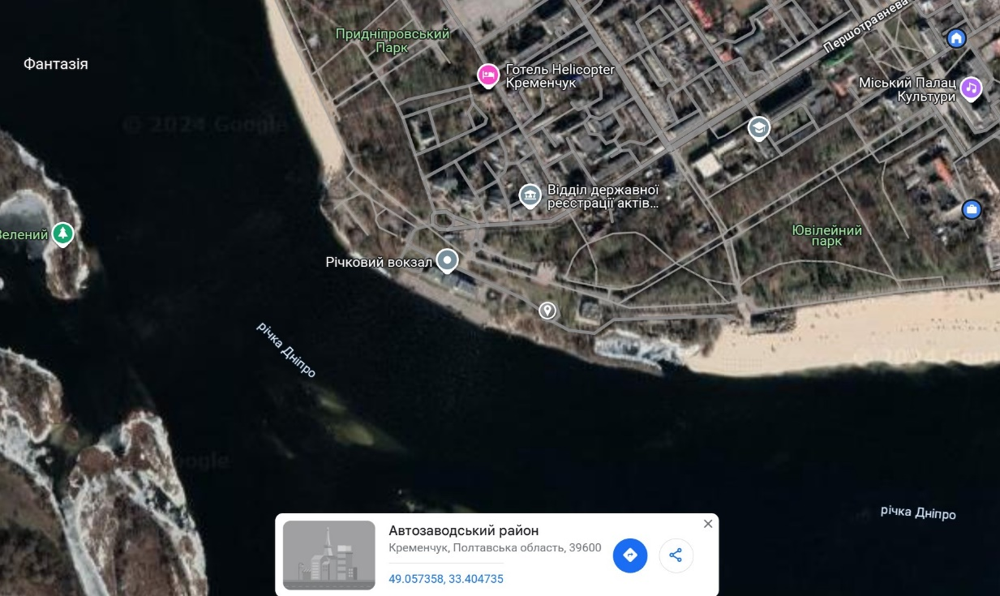 Придніпровський
Парк
Першотравнева
Фантазія
Готель Helicopter
Кременчук
Міський Палац
Культури
© 2024 Google
Відділ державної
реєстрації актів...
Зелений
Ювілейний
парк
Річковий вокзал
річка Дніпро
oogle
річка Дніпро
Автозаводський район
Кременчук, Полтавська область, 39600
49.057358, 33.404735